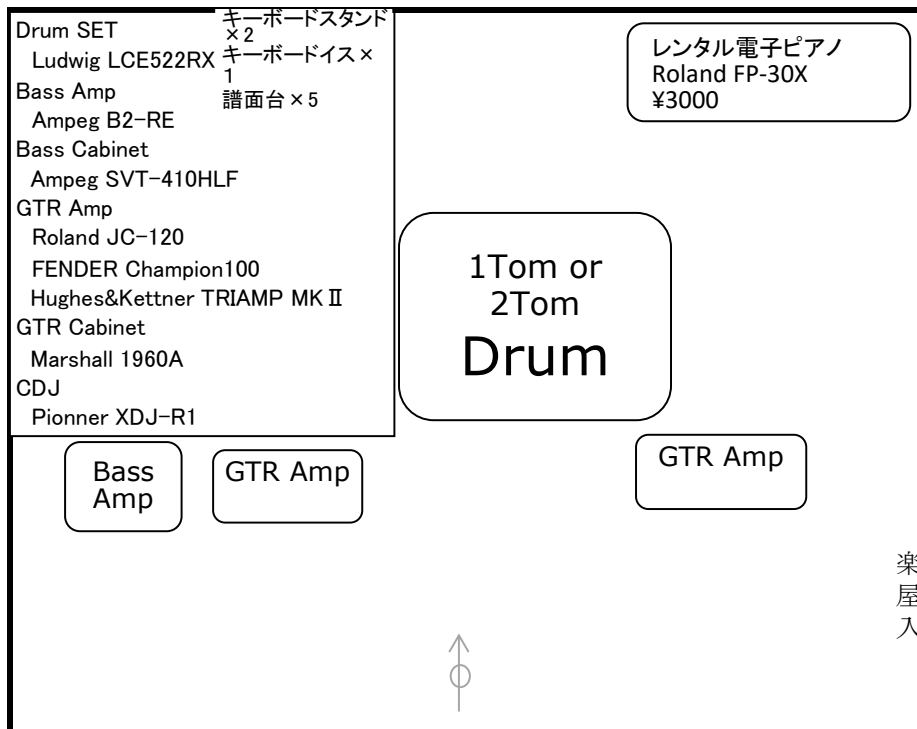 Drum SET
Ludwig LCE522RX
Bass Amp
Ampeg B2-RE
Bass Cabinet
Ampeg SVT-410HLF
GTR Amp
Roland JC-120
FENDER Champion100
Hughes&Kettner TRIAMP MKⅡ
GTR Cabinet
Marshall 1960A
CDJ
Pionner XDJ-R1
キーボードスタンド
×2
キーボードイス×
1
譜面台×5
レンタル電子ピアノ
Roland FP-30X
¥3000
1Tom or
2Tom
Drum
Bass
Amp
GTR Amp
GTR Amp
楽
屋
入